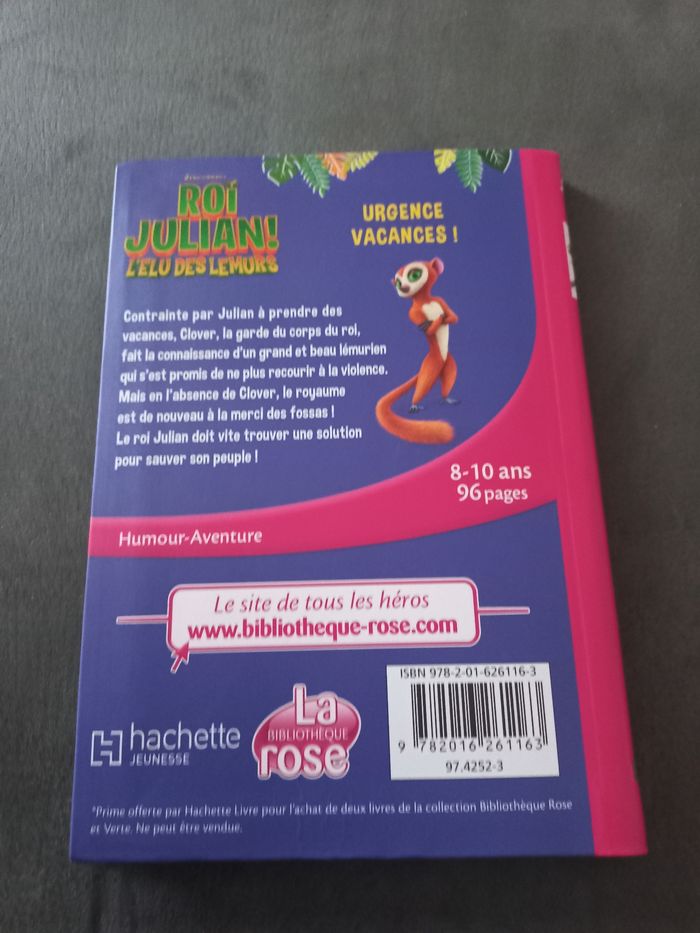 ROI
JULIAN!
L'ÉLU DES LÉMURS
URGENCE
VACANCES !
Contrainte par Julian à prendre des
vacances, Clover, la garde du corps du roi,
fait la connaissance d'un grand et beau lémurien
qui s'est promis de ne plus recourir à la violence.
Mais en l'absence de Clover, le royaume
est de nouveau à la merci des fossas !
Le roi Julian doit vite trouver une solution
pour sauver son peuple !
8-10 ans
96 pages
Humour-Aventure
Le site de tous les héros
www.bibliotheque-rose.com
ISBN 978-2-01-626116-3
9 782016 261163
97.4252-3
hachette
JEUNESSE
La
BIBLIOTHÈQUE
rose
*Prime offerte par Hachette Livre pour l'achat de deux livres de la collection Bibliothèque Rose
et Verte. Ne peut être vendue.